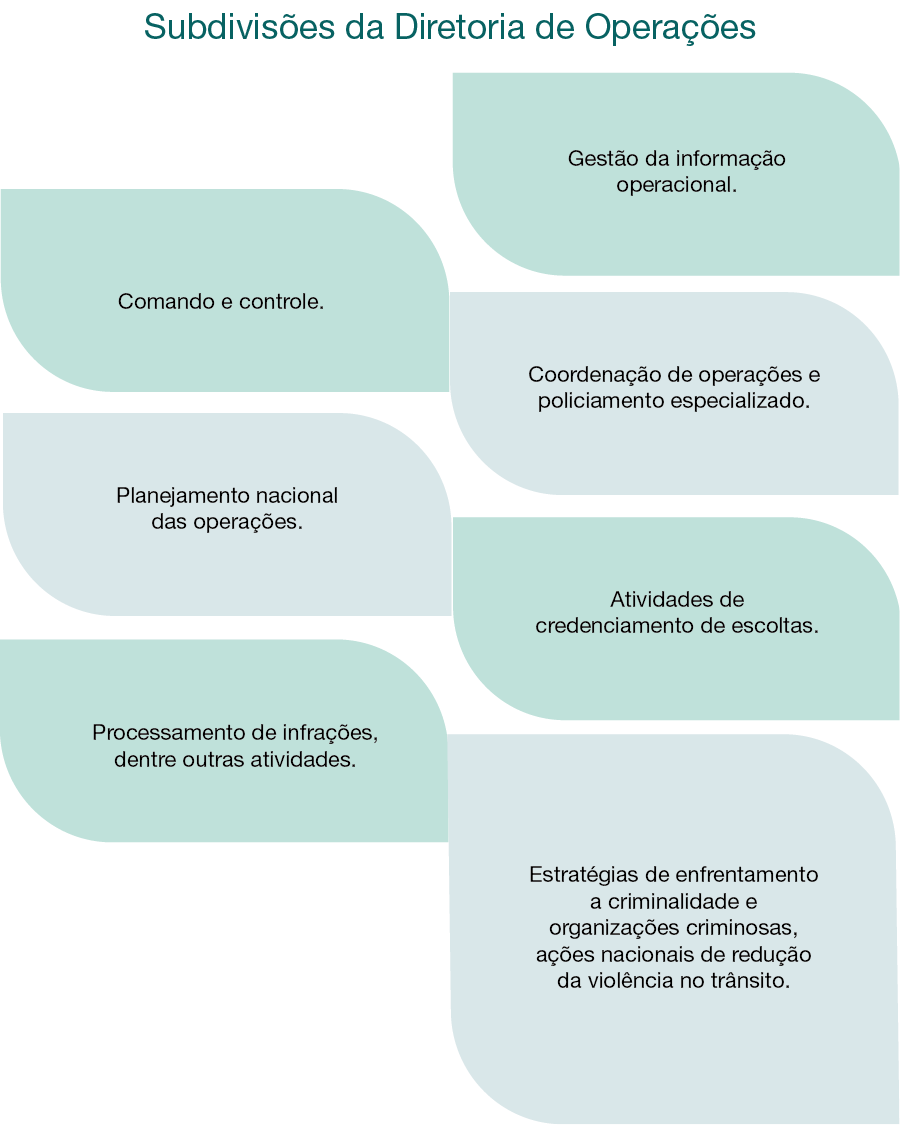 Subdivisões da Diretoria de Operações
Gestão da informação
operacional.
Comando e controle.
Coordenação de operações e
policiamento especializado.
Planejamento nacional
das operações.
Atividades de
credenciamento de escoltas.
Processamento de infrações,
dentre outras atividades.
Estratégias de enfrentamento
a criminalidade e
organizações criminosas,
ações nacionais de redução
da violência no trânsito.